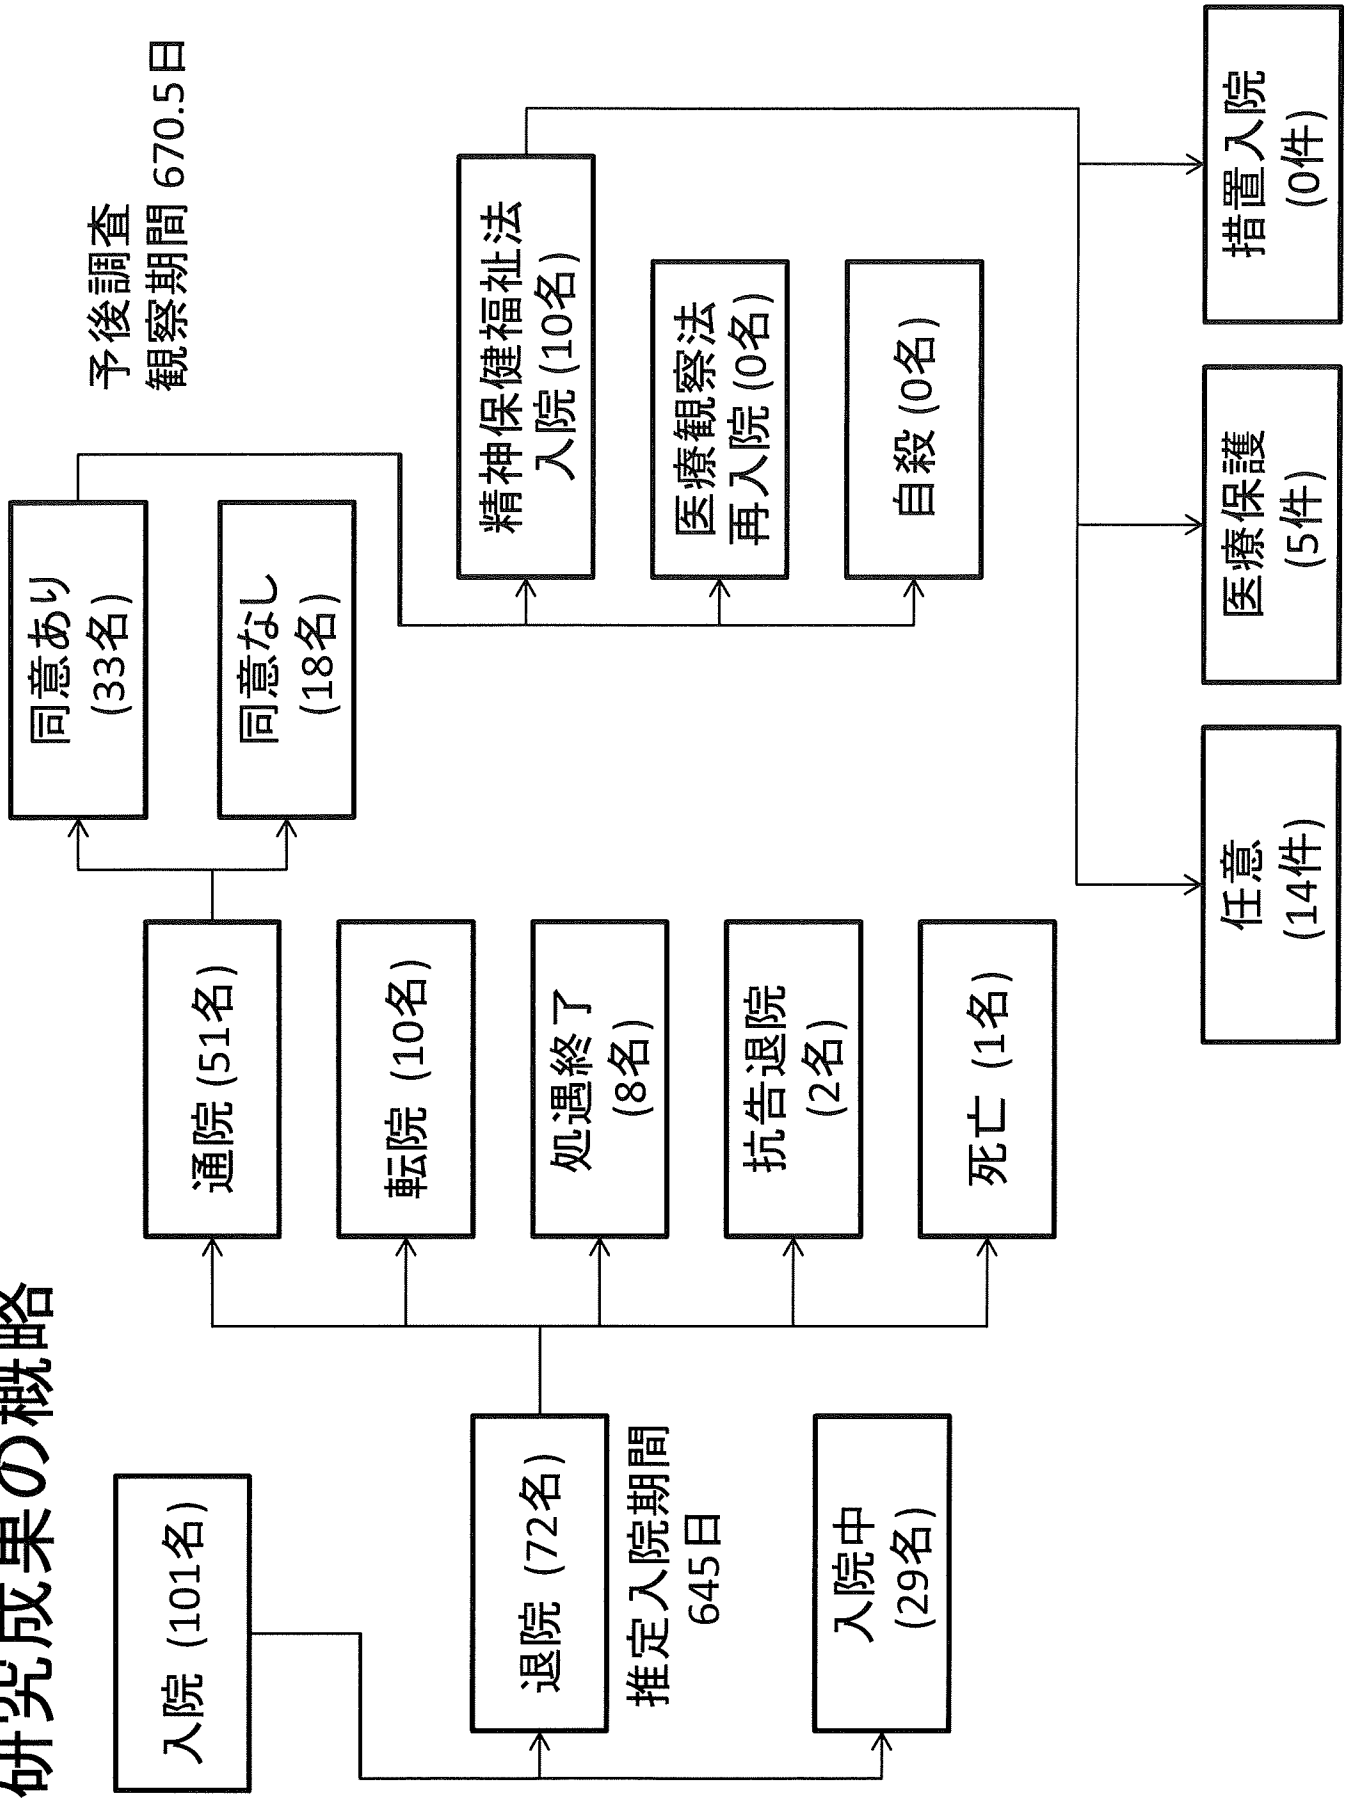 研究成果の概略
入院 (101名)
退院 (72名)
推定入院期間
645日
入院中
(29名)
通院 (51名)
転院 (10名)
処遇終了
(8名)
抗告退院
(2名)
死亡 (1名)
同意あり
(33名)
同意なし
(18名)
予後調査
観察期間 670.5日
精神保健福祉法
入院 (10名)
医療観察法
再入院 (0名)
自殺 (0名)
任意
(14件)
医療保護
(5件)
措置入院
(0件)